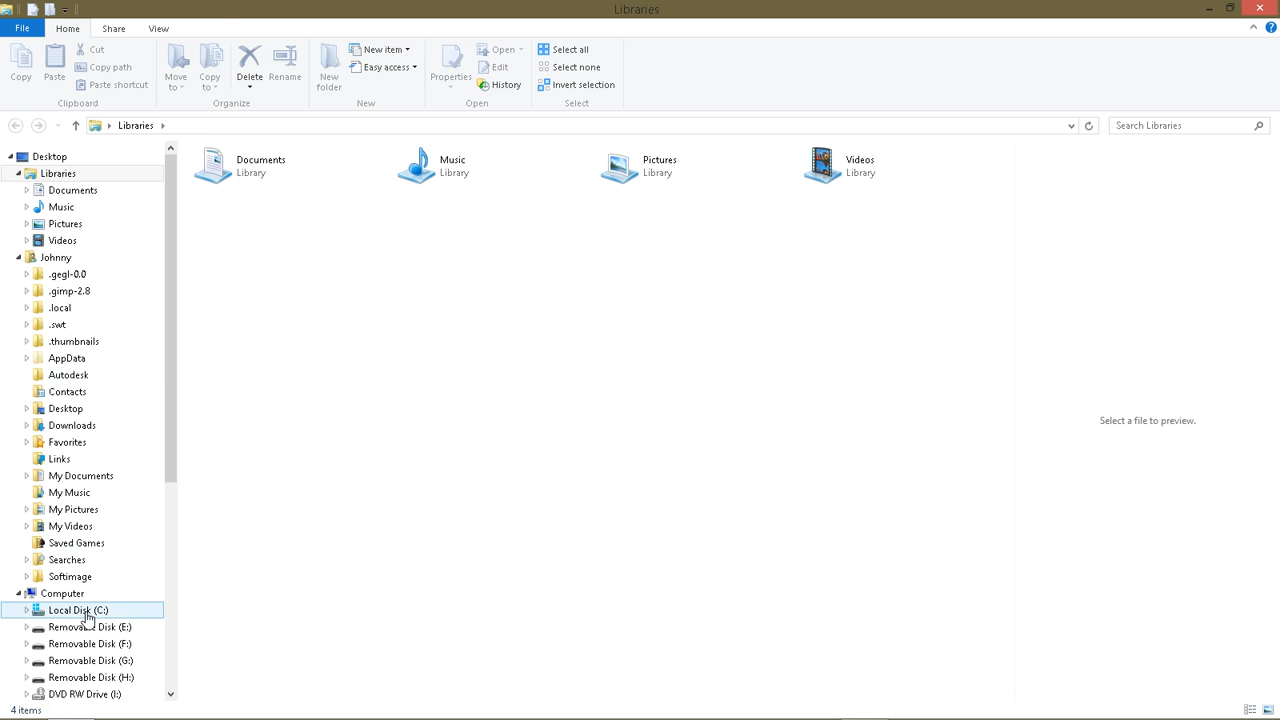 Libraries
File Home Share View
Copy
Paste
Cut
Copy path
Paste shortcut
Clipboard
Move to
Copy to
Delete
Rename
Organize
New folder
New item
Easy access
New
Properties
Open
Edit
History
Open
Select all
Select none
Invert selection
Select
Libraries
Search Libraries
Desktop
Libraries
Documents
Music
Pictures
Videos
Johnny
.gegl-0.0
.gimp-2.8
.local
.swt
.thumbnails
AppData
Autodesk
Contacts
Desktop
Downloads
Favorites
Links
My Documents
My Music
My Pictures
My Videos
Saved Games
Searches
Softimage
Computer
Local Disk (C:)
Removable Disk (E:)
Removable Disk (F:)
Removable Disk (G:)
Removable Disk (H:)
DVD RW Drive (I:)
Documents
Library
Music
Library
Pictures
Library
Videos
Library
Select a file to preview.
4 items